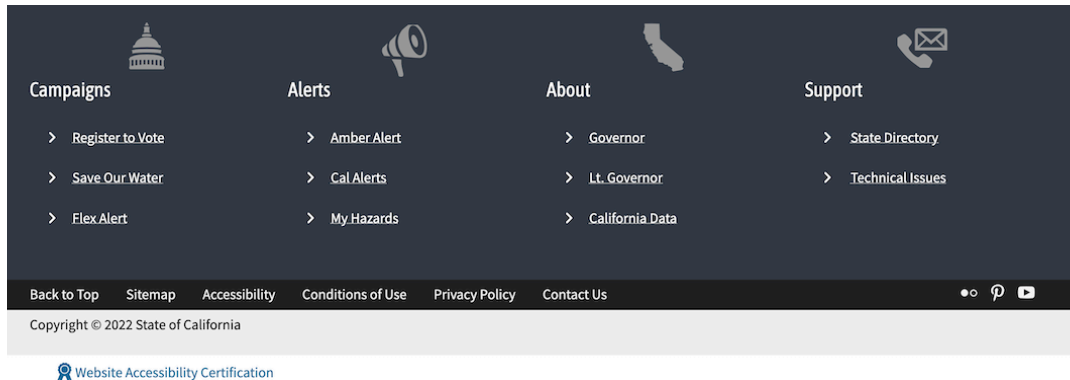 Campaigns Alerts About Support
Register to Vote Amber Alert Governor State Directory
Save Our Water Cal Alerts Lt. Governor Technical Issues
Flex Alert My Hazards California Data
Back to Top Sitemap Accessibility Conditions of Use Privacy Policy Contact Us
Copyright © 2022 State of California
Website Accessibility Certification